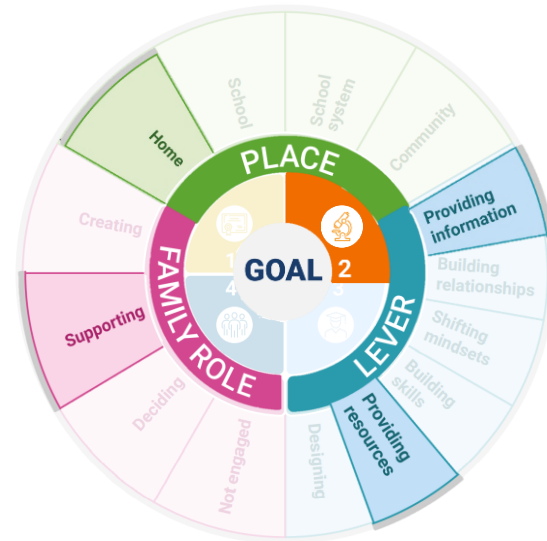 School
School
system
Community
Home
PLACE
Providing
information
Creating
Building
relationships
1
2
GOAL
Supporting
FAMILY ROLE
LEVER
4
3
Shifting
mindsets
Building
skills
Deciding
Providing
resources
Not engaged
Designing